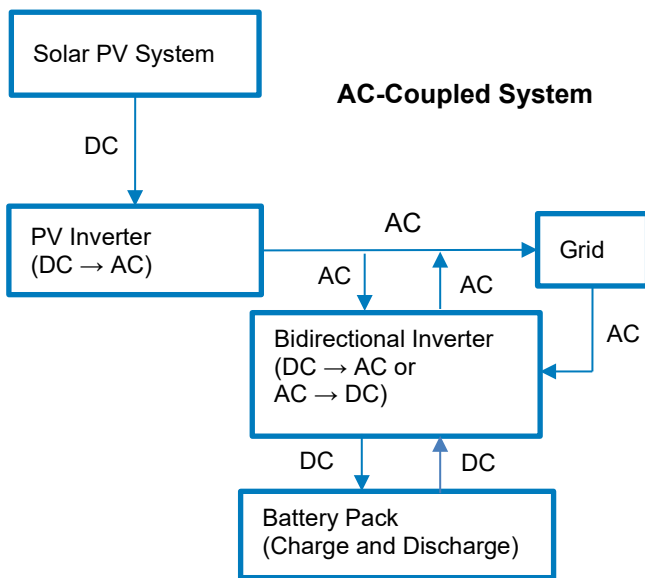 Solar PV System
AC-Coupled System
DC
AC
PV Inverter
(DC → AC)
Grid
AC
AC
AC
Bidirectional Inverter
(DC → AC or
AC → DC)
DC
DC
Battery Pack
(Charge and Discharge)